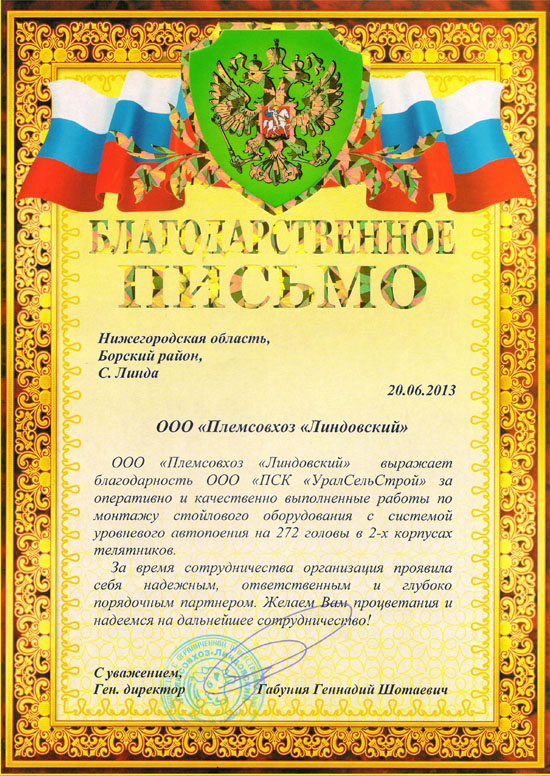 БЛАГОДАРСТВЕННОЕ
ПИСЬМО
Нижегородская область,
Борский район,
С. Линда
20.06.2013
ООО «Племсовхоз «Линдовский»
ООО «Племсовхоз «Линдовский» выражает
благодарность ООО «ПСК «УралСельСтрой» за
оперативно и качественно выполненные работы по
монтажу стойлового оборудования с системой
уровневого автопоения на 272 головы в 2-х корпусах
телятников.
За время сотрудничества организация проявила
себя надежным, ответственным и глубоко
порядочным партнером. Желаем Вам процветания и
надеемся на дальнейшее сотрудничество!
С уважением,
Ген. директор Габуния Геннадий Шотаевич